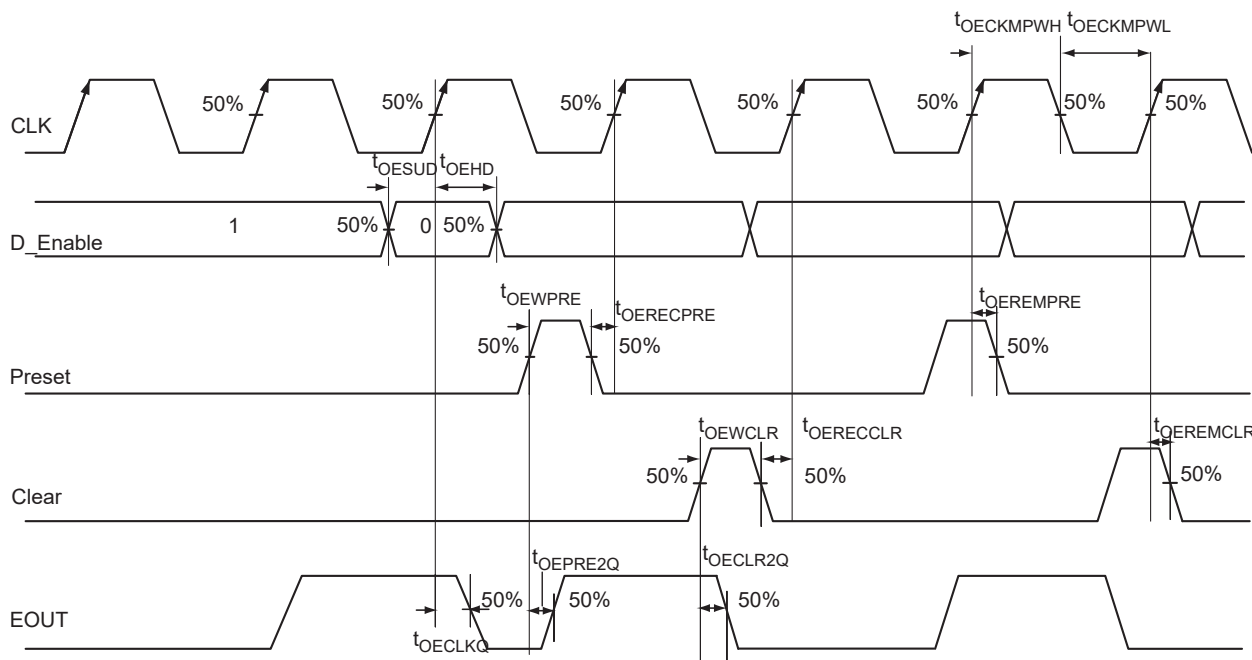 tOECKMPWH tOECKMPWL
CLK 50% 50% 50% 50% 50% 50% 50%
tOESUD tOEHD
D_Enable 1 50% 0 50%
tOEWPRE tOERECPRE tOEREMPRE
Preset 50% 50% 50%
tOEWCLR tOERECCLR tOEREMCLR
Clear 50% 50% 50%
tOEPRE2Q tOECLR2Q
EOUT 50% 50% 50%
tOECLKQ